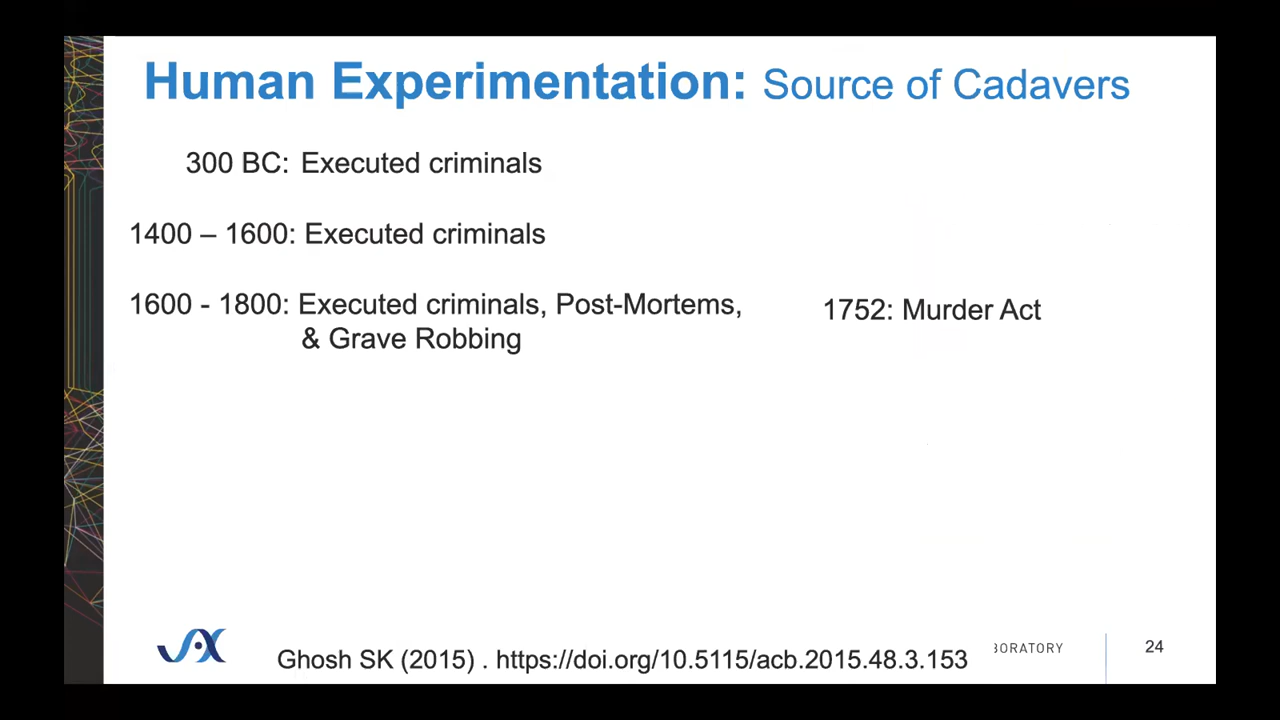 Human Experimentation: Source of Cadavers
300 BC: Executed criminals
1400 – 1600: Executed criminals
1600 - 1800: Executed criminals, Post-Mortems,
& Grave Robbing
1752: Murder Act
JAX
Ghosh SK (2015) . https://doi.org/10.5115/acb.2015.48.3.153
BORATORY
24